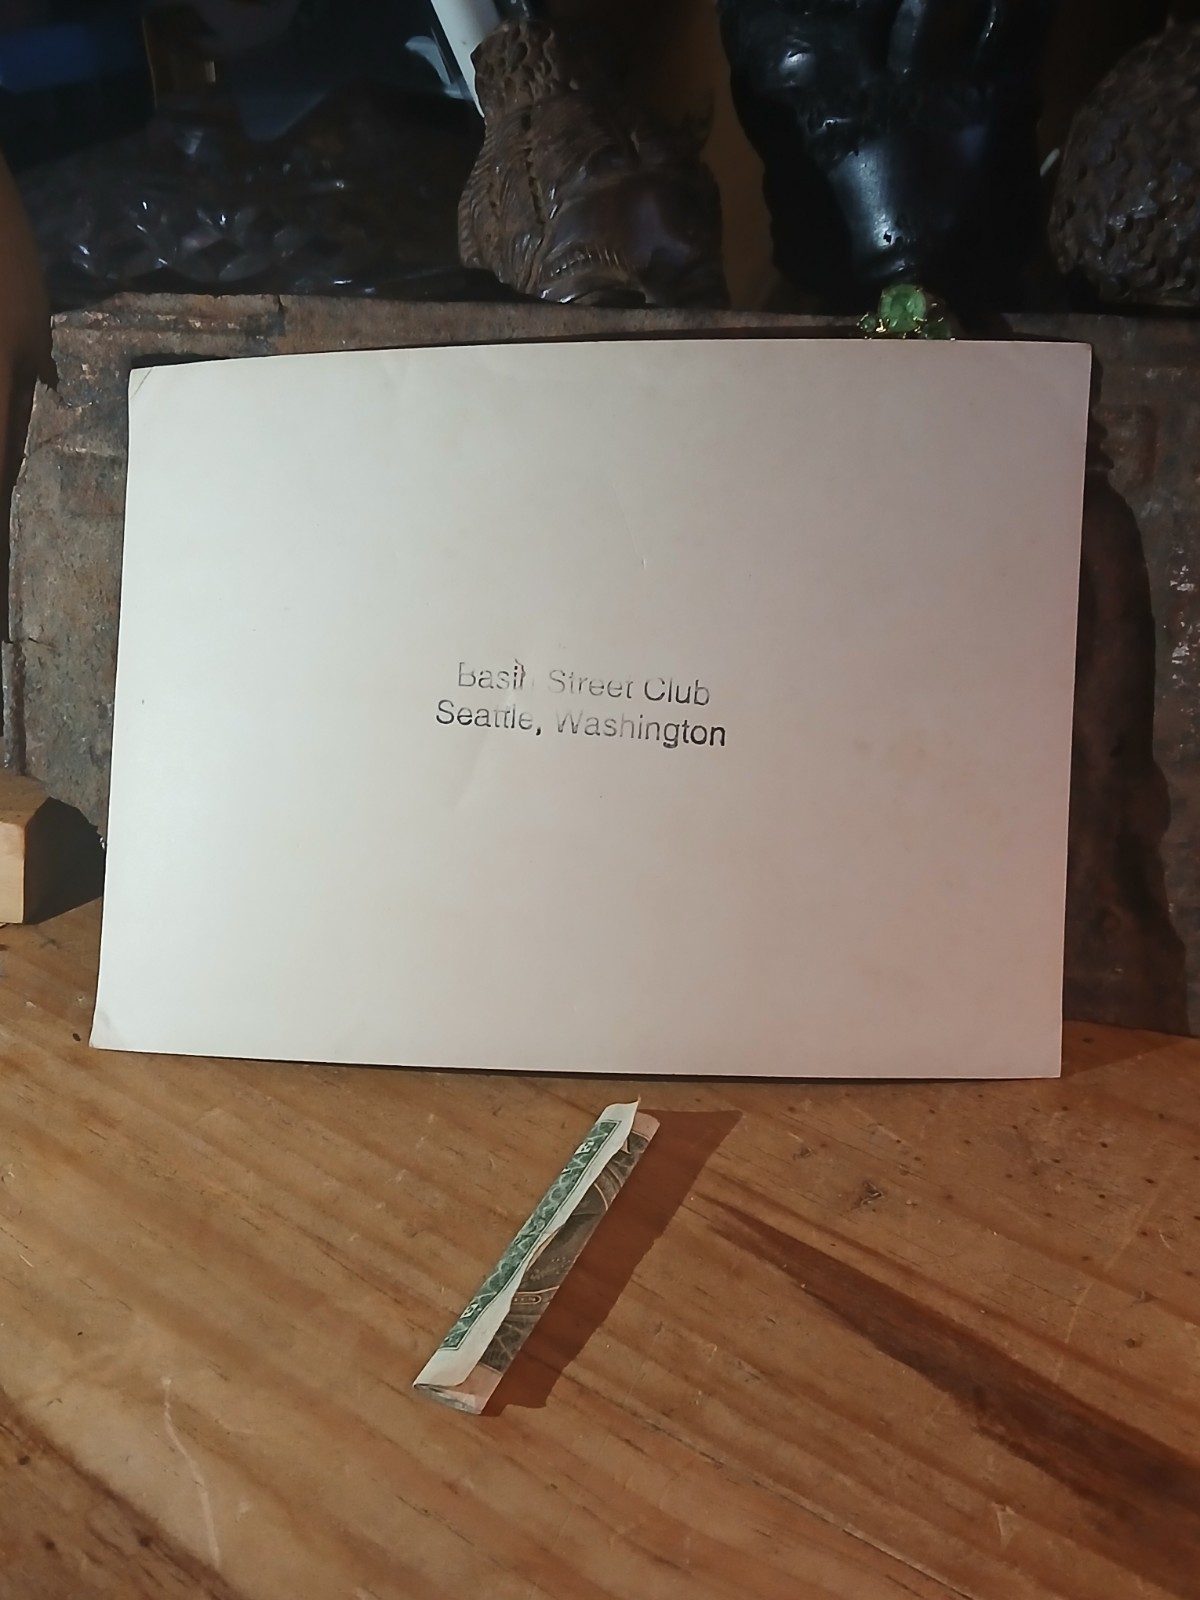 Basin Street Club
Seattle, Washington